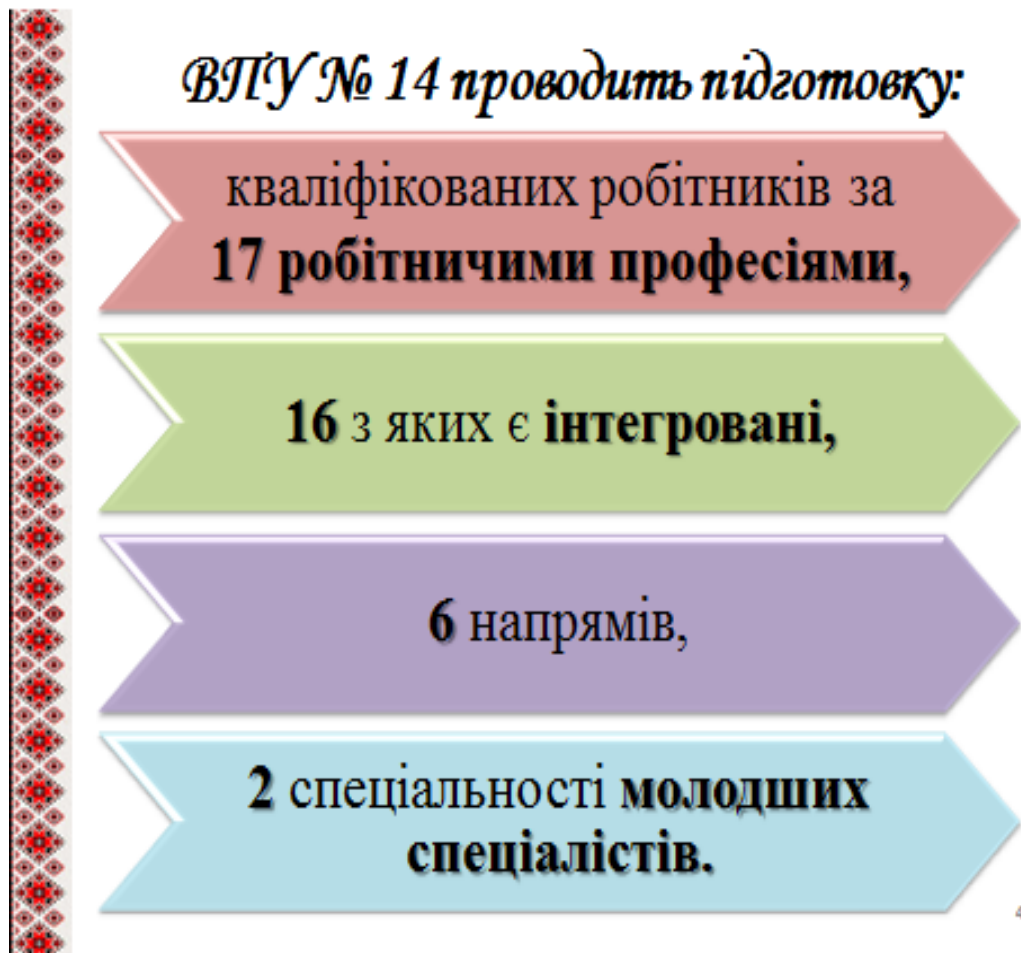 ВПУ № 14 проводить підготовку:
кваліфікованих робітників за
17 робітничими професіями,
16 з яких є інтегровані,
6 напрямів,
2 спеціальності молодших
спеціалістів.